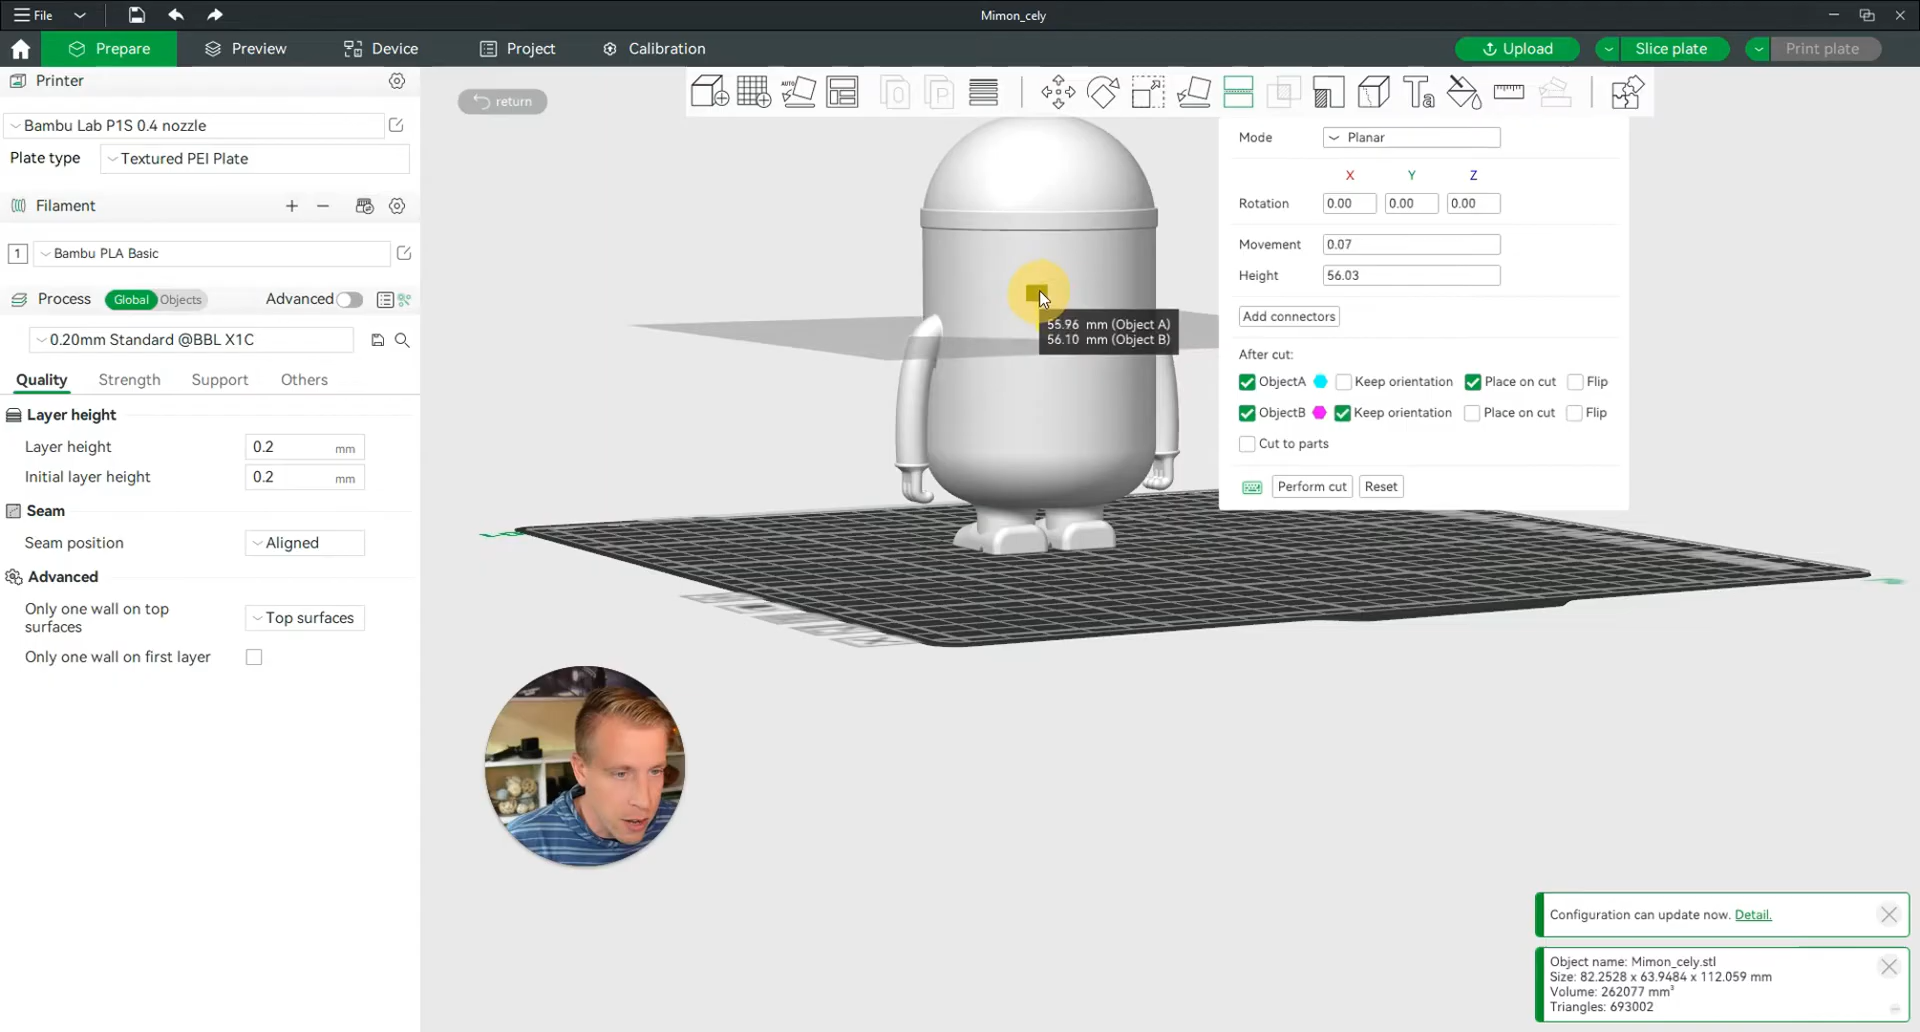 File
Mimon_cely
Prepare
Preview
Device
Project
Calibration
Upload
Slice plate
Print plate
Printer
return
Bambu Lab P1S 0.4 nozzle
Plate type
Textured PEI Plate
Filament
1
Bambu PLA Basic
Process
Global
Objects
Advanced
0.20mm Standard @BBL X1C
Quality
Strength
Support
Others
Layer height
Layer height
0.2
mm
Initial layer height
0.2
mm
Seam
Seam position
Aligned
Advanced
Only one wall on top
surfaces
Top surfaces
Only one wall on first layer
Mode
Planar
X
Y
Z
Rotation
0.00
0.00
0.00
Movement
0.07
Height
56.03
55.96 mm (Object A)
56.10 mm (Object B)
Add connectors
After cut:
ObjectA
Keep orientation
Place on cut
Flip
ObjectB
Keep orientation
Place on cut
Flip
Cut to parts
Perform cut
Reset
Configuration can update now. Detail.
Object name: Mimon_cely.stl
Size: 82.2528 x 63.9484 x 112.059 mm
Volume: 262077 mm³
Triangles: 693002